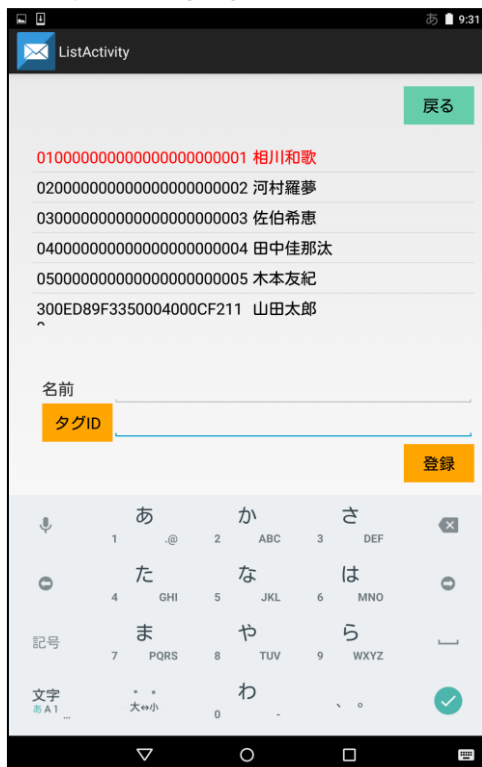 あ 9:31
ListActivity
戻る
010000000000000000000001 相川和歌
020000000000000000000002 河村羅夢
030000000000000000000003 佐伯希恵
040000000000000000000004 田中佳那汰
050000000000000000000005 木本友紀
300ED89F3350004000CF211 山田太郎
名前
タグID
登録
あ か さ
1 .@ 2 ABC 3 DEF
た な は
4 GHI 5 JKL 6 MNO
記号 ま や ら
7 PQRS 8 TUV 9 WXYZ
文字 ゛ ゜ わ 、 。
あ A 1 ... 大⇔小 0 -